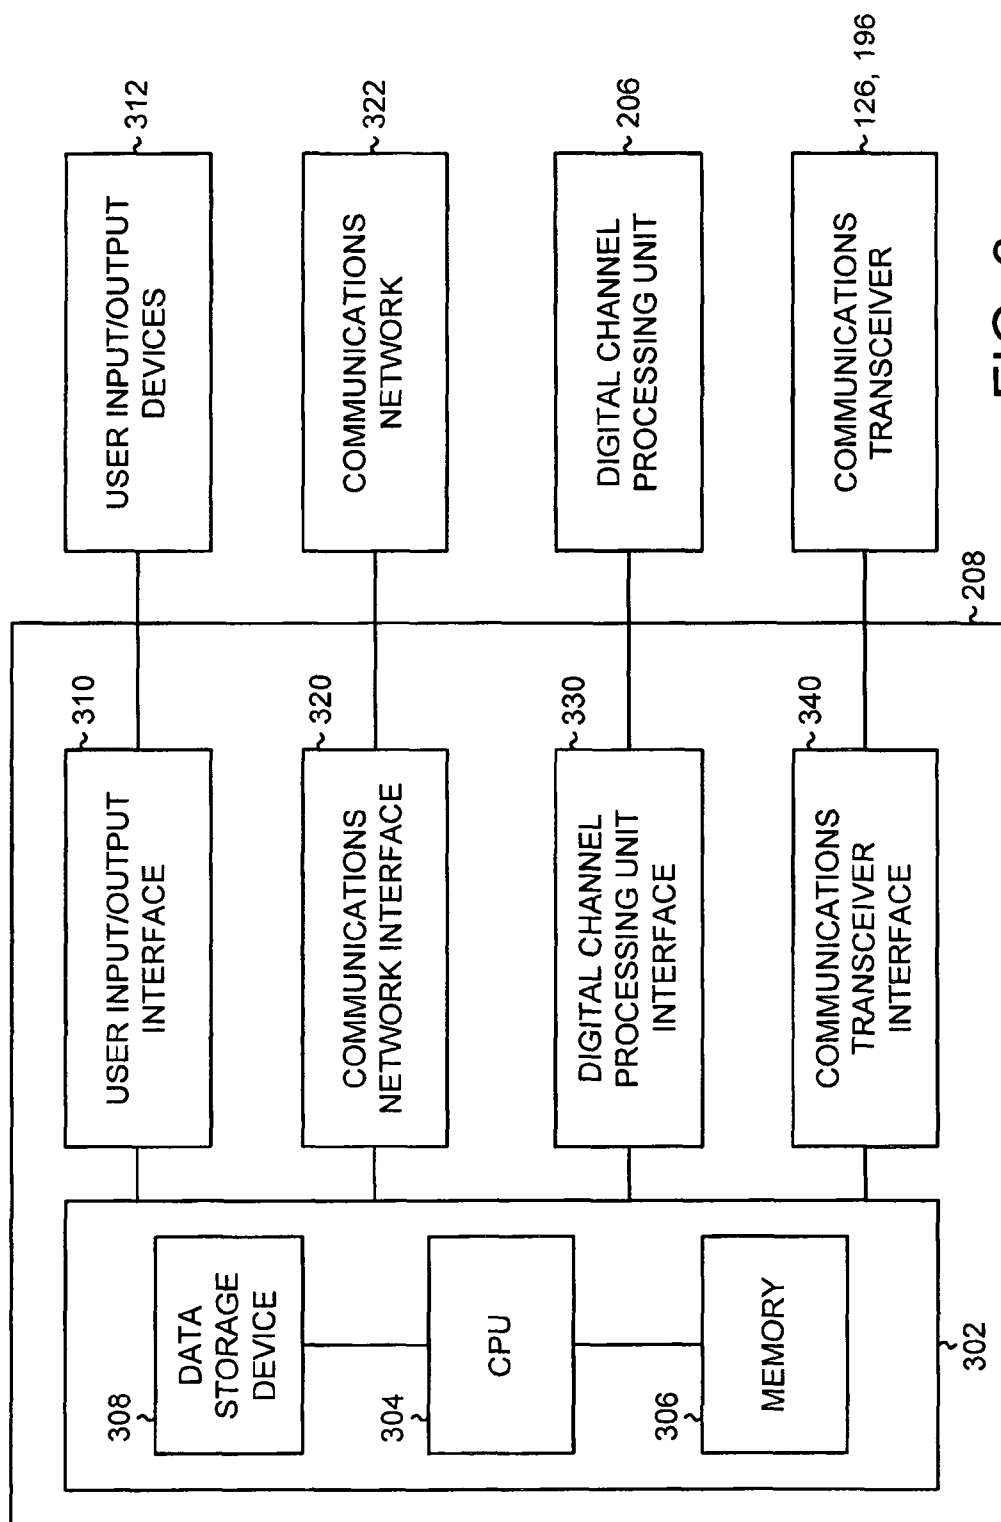 308
DATA
STORAGE
DEVICE
304
CPU
306
MEMORY
302
310
USER INPUT/OUTPUT
INTERFACE
320
COMMUNICATIONS
NETWORK INTERFACE
330
DIGITAL CHANNEL
PROCESSING UNIT
INTERFACE
340
COMMUNICATIONS
TRANSCEIVER
INTERFACE
208
312
USER INPUT/OUTPUT
DEVICES
322
COMMUNICATIONS
NETWORK
206
DIGITAL CHANNEL
PROCESSING UNIT
126, 196
COMMUNICATIONS
TRANSCEIVER